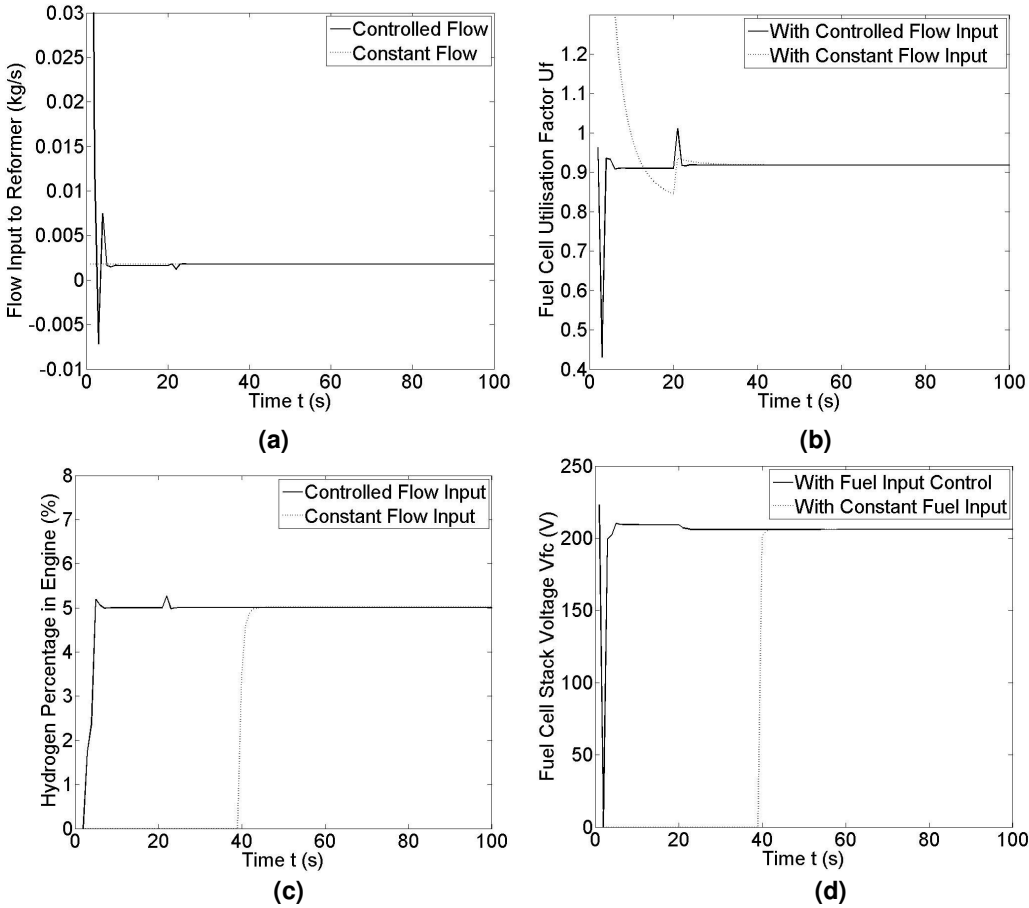 0.03
0.025
0.02
0.015
0.01
0.005
0
-0.005
-0.01
Flow Input to Reformer (kg/s)
Controlled Flow
Constant Flow
0 20 40 60 80 100
Time t (s)
(a)
1.2
1.1
1
0.9
0.8
0.7
0.6
0.5
0.4
Fuel Cell Utilisation Factor Uf
With Controlled Flow Input
With Constant Flow Input
0 20 40 60 80 100
Time t (s)
(b)
8
7
6
5
4
3
2
1
0
Hydrogen Percentage in Engine (%)
Controlled Flow Input
Constant Flow Input
0 20 40 60 80 100
Time t (s)
(c)
250
200
150
100
50
0
Fuel Cell Stack Voltage Vfc (V)
With Fuel Input Control
With Constant Fuel Input
0 20 40 60 80 100
Time t (s)
(d)